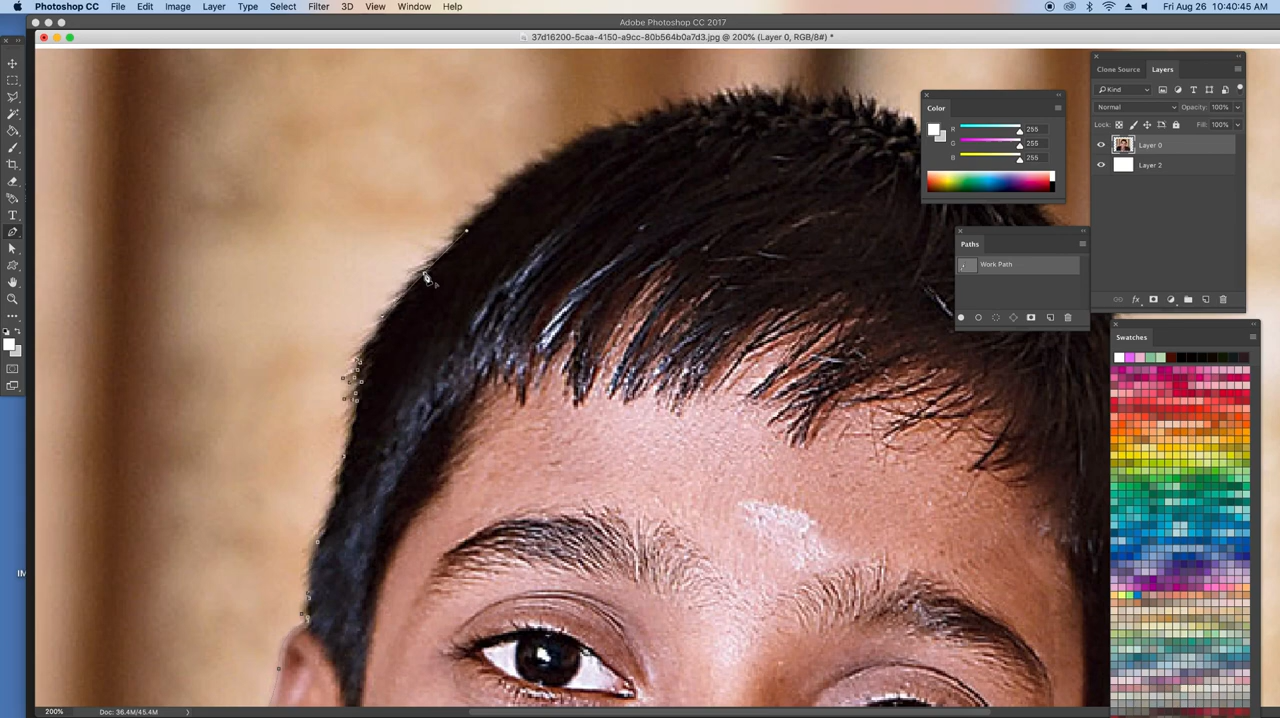 Photoshop CC File Edit Image Layer Type Select Filter 3D View Window Help Fri Aug 26 10:40:45 AM
Adobe Photoshop CC 2017
37d16200-5caa-4150-a9cc-80b564b0a7d3.jpg @ 200% (Layer 0, RGB/8#) *
Clone Source Layers
Kind
Normal Opacity: 100%
Lock: Fill: 100%
Layer 0
Layer 2
Color
R 255
G 255
B 255
Paths
Work Path
Swatches
IM
200% Doc: 36.4M/45.4M